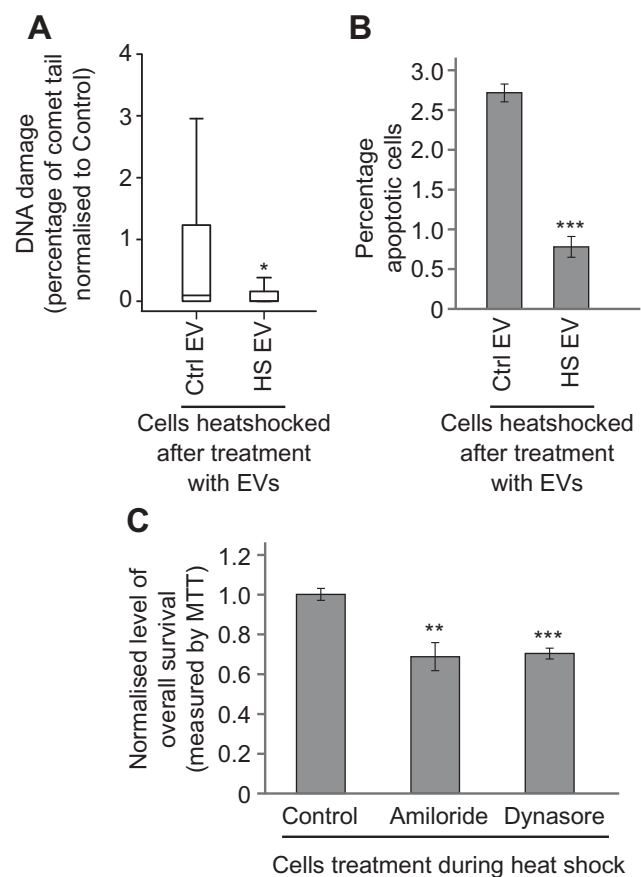 A
DNA damage
(percentage of comet tail
normalised to Control)
4
3
2
1
0
*
Ctrl EV
HS EV
Cells heatshocked
after treatment
with EVs
B
Percentage
apoptotic cells
3.0
2.5
2.0
1.5
1.0
0.5
0
***
Ctrl EV
HS EV
Cells heatshocked
after treatment
with EVs
C
Normalised level of
overall survival
(measured by MTT)
1.2
1.0
0.8
0.6
0.4
0.2
0
**
***
Control Amiloride Dynasore
Cells treatment during heat shock